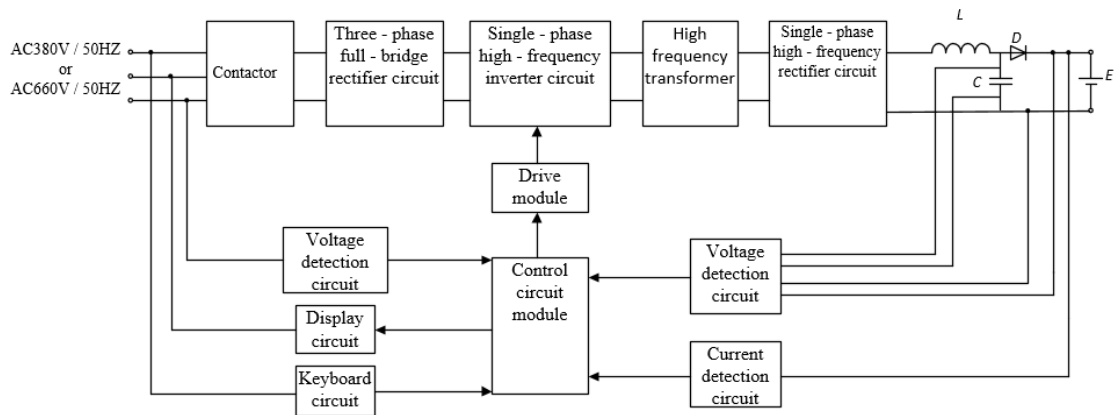 AC380V / 50HZ
or
AC660V / 50HZ
Contactor
Three - phase
full - bridge
rectifier circuit
Single - phase
high - frequency
inverter circuit
High
frequency
transformer
Single - phase
high - frequency
rectifier circuit
L
D
C
E
Drive
module
Voltage
detection
circuit
Control
circuit
module
Voltage
detection
circuit
Display
circuit
Keyboard
circuit
Current
detection
circuit